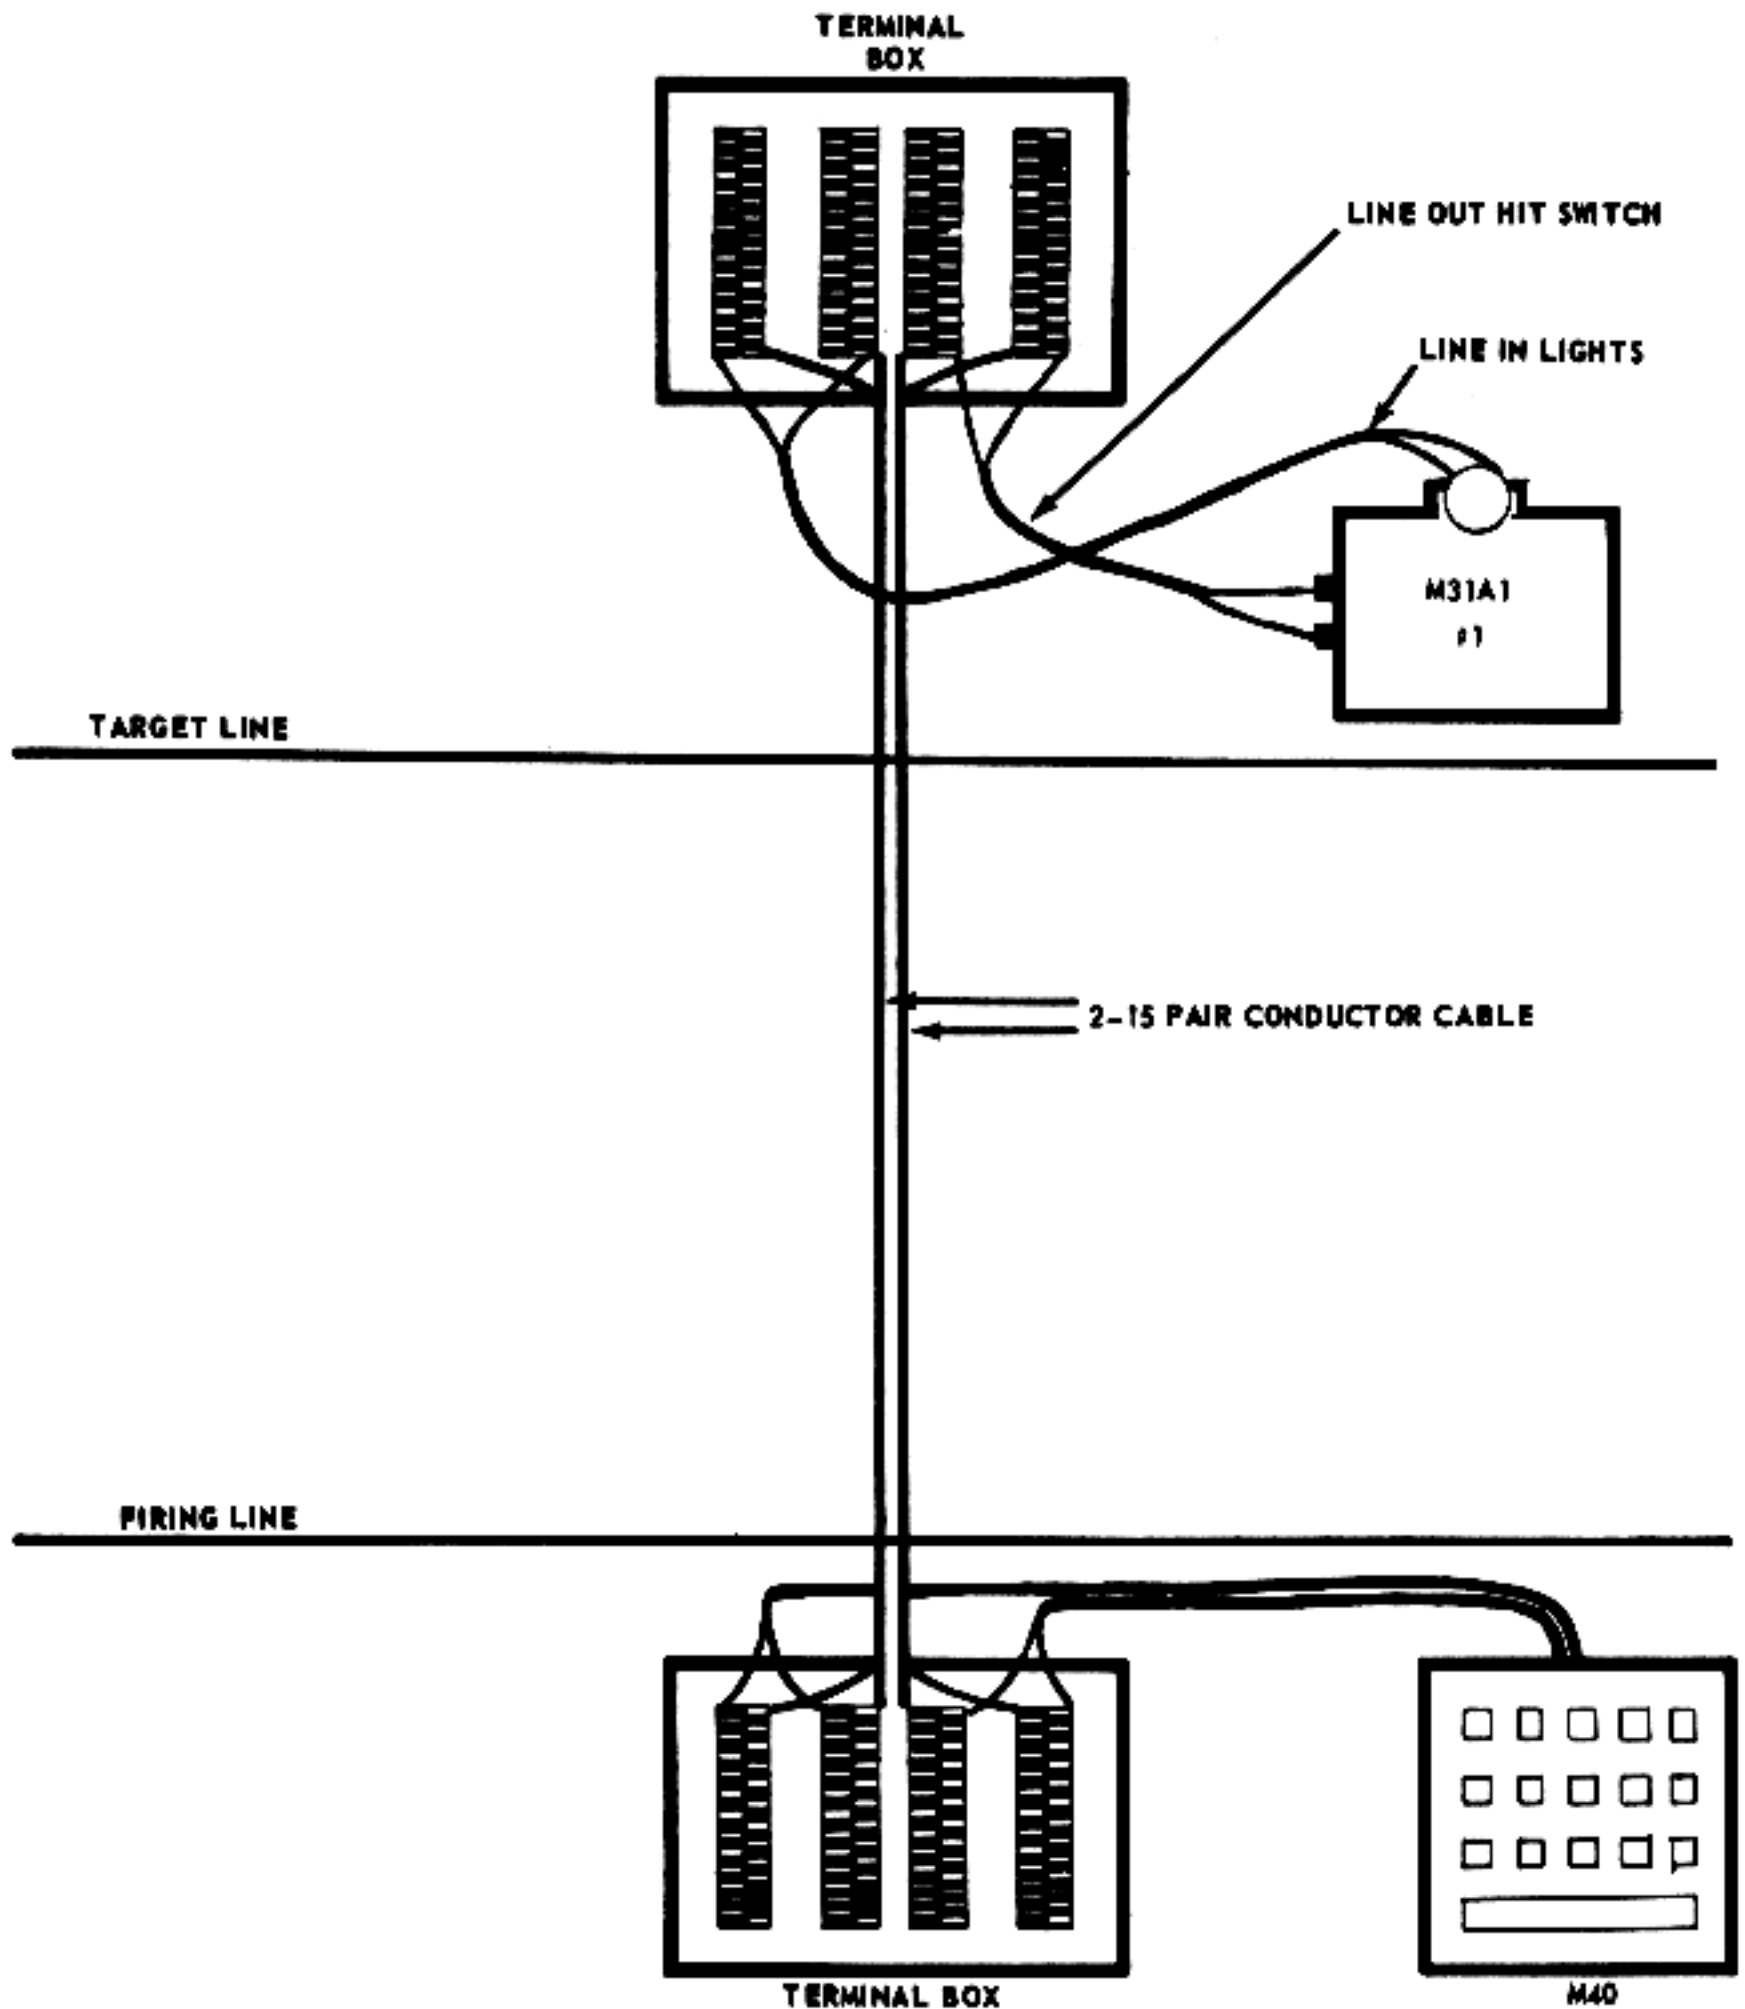 TERMINAL
BOX
LINE OUT HIT SWITCH
LINE IN LIGHTS
M31A1
#1
TARGET LINE
2-15 PAIR CONDUCTOR CABLE
FIRING LINE
TERMINAL BOX
M40